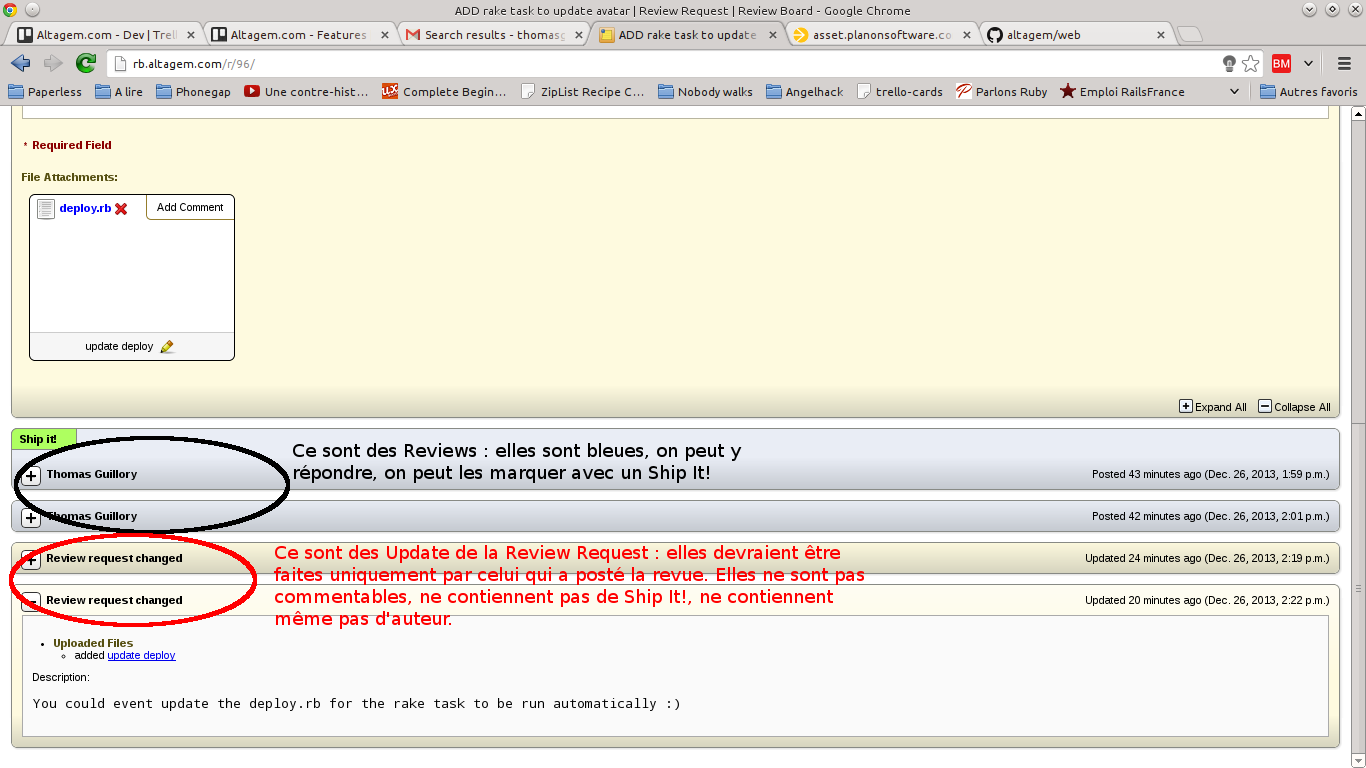 ADD rake task to update avatar | Review Request | Review Board - Google Chrome
Altagem.com - Dev | Trell
Altagem.com - Features
Search results - thomasg
ADD rake task to update
asset.planonsoftware.co
altagem/web
rb.altagem.com/r/96/
BM
Paperless
A lire
Phonegap
Une contre-hist...
Complete Begin...
ZipList Recipe C...
Nobody walks
Angelhack
trello-cards
Parlons Ruby
Emploi RailsFrance
Autres favoris
* Required Field
File Attachments:
deploy.rb
Add Comment
update deploy
Expand All
Collapse All
Ship it!
Ce sont des Reviews : elles sont bleues, on peut y
répondre, on peut les marquer avec un Ship It!
Thomas Guillory
Posted 43 minutes ago (Dec. 26, 2013, 1:59 p.m.)
Thomas Guillory
Posted 42 minutes ago (Dec. 26, 2013, 2:01 p.m.)
Review request changed
Updated 24 minutes ago (Dec. 26, 2013, 2:19 p.m.)
Ce sont des Update de la Review Request : elles devraient être
faites uniquement par celui qui a posté la revue. Elles ne sont pas
commentables, ne contiennent pas de Ship It!, ne contiennent
même pas d'auteur.
Review request changed
Updated 20 minutes ago (Dec. 26, 2013, 2:22 p.m.)
Uploaded Files
added update deploy
Description:
You could event update the deploy.rb for the rake task to be run automatically :)